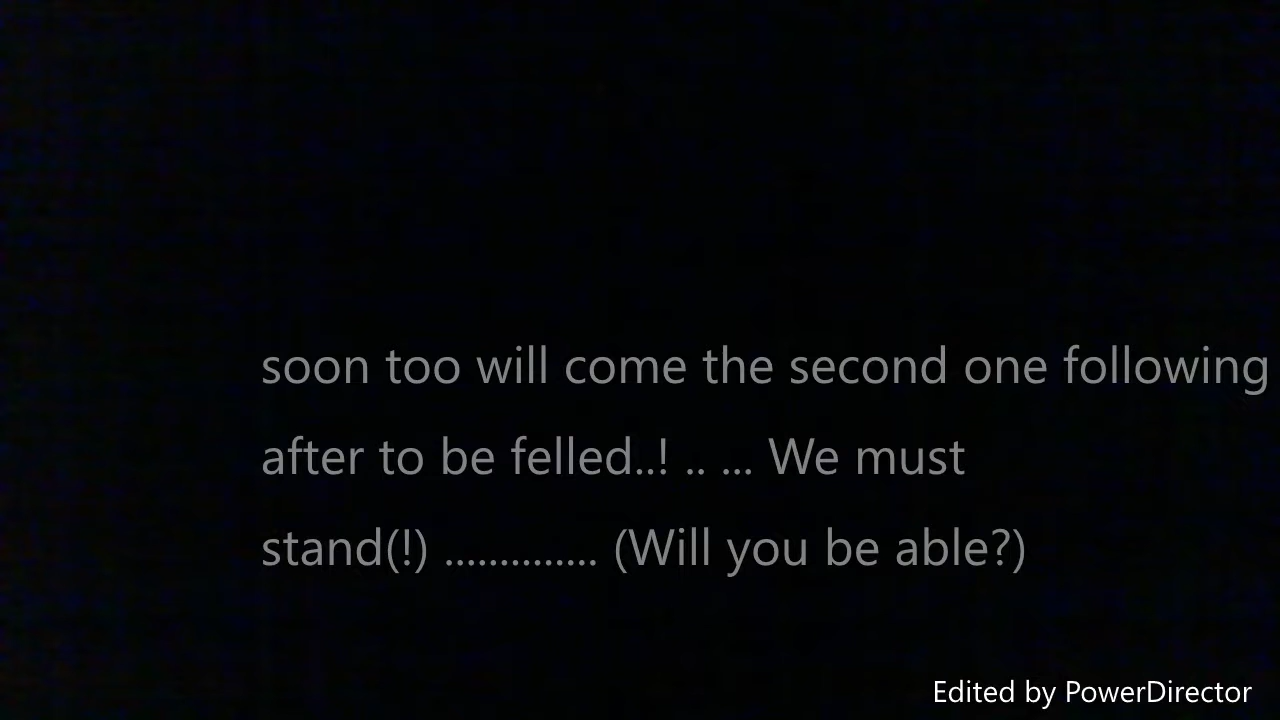 soon too will come the second one following
after to be felled..! .. ... We must
stand(!) .............. (Will you be able?)
Edited by PowerDirector